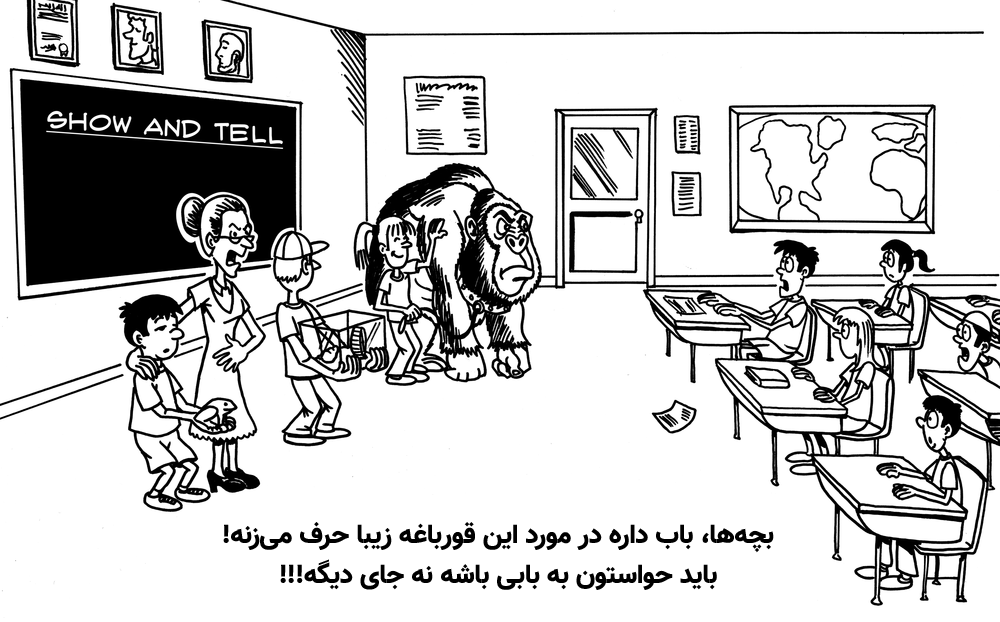 SHOW AND TELL
بچه‌ها، باب داره در مورد این قورباغه زیبا حرف می‌زنه!
باید حواستون به بابی باشه نه جای دیگه!!!